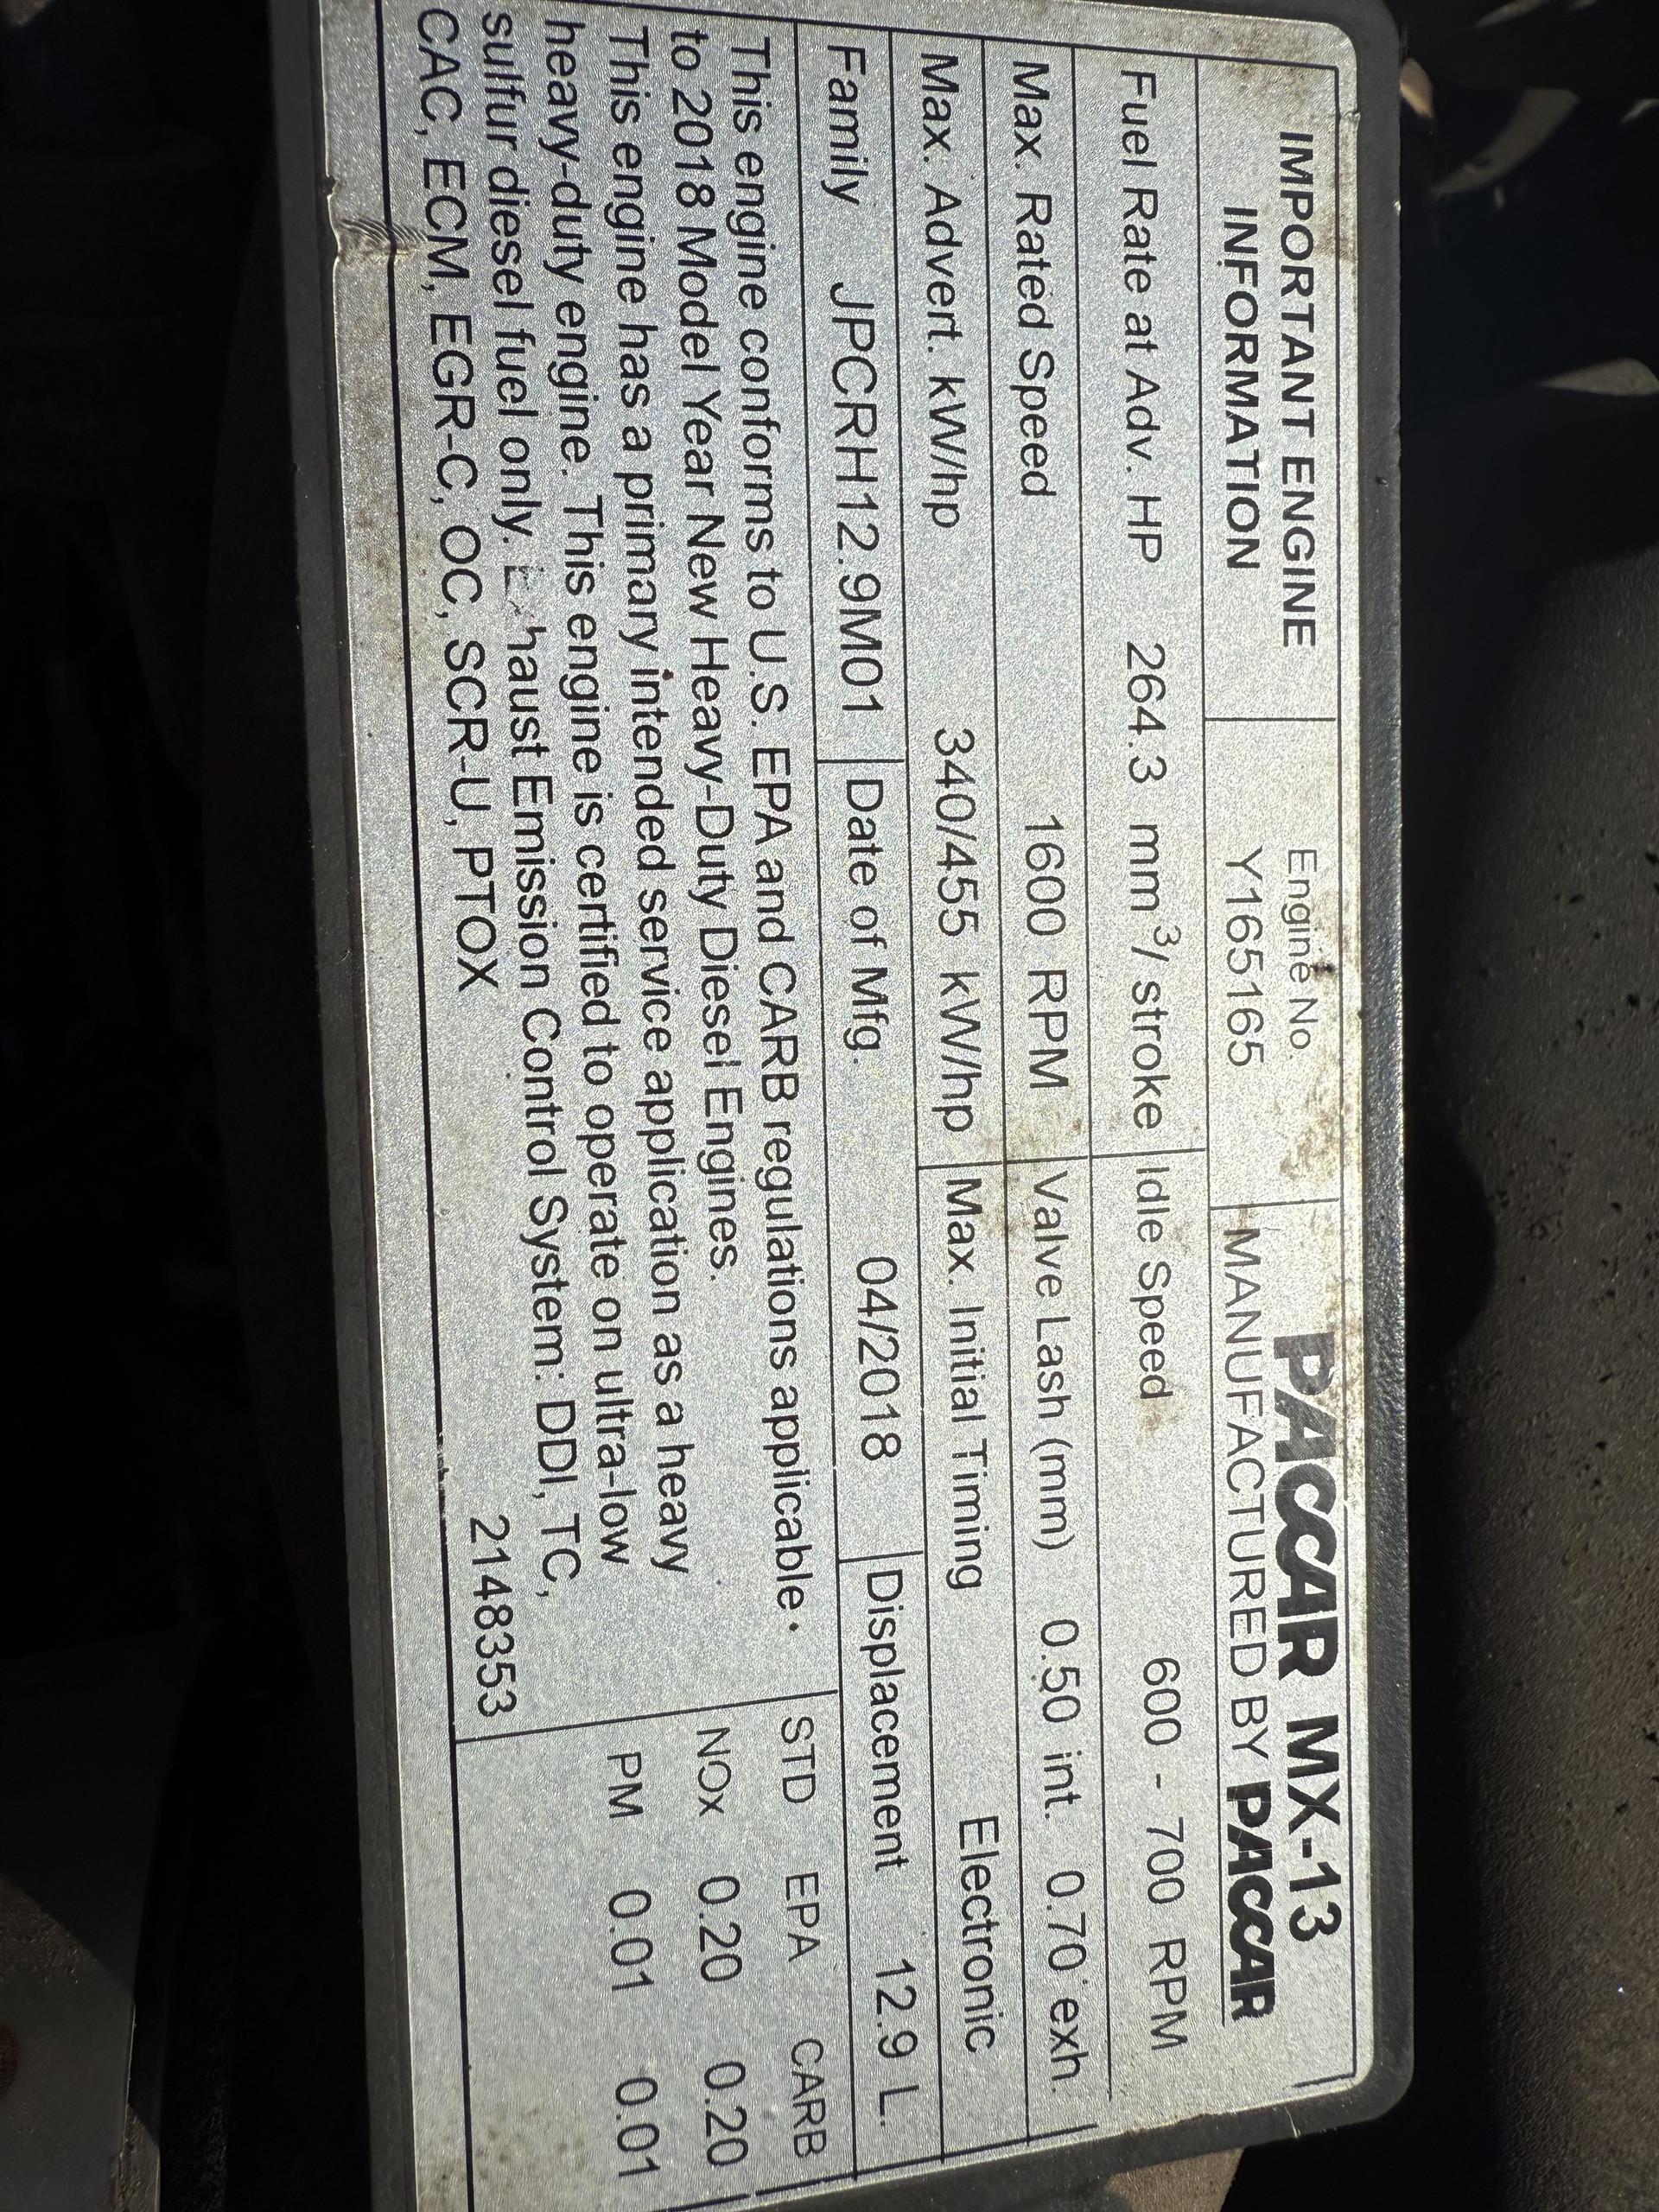 IMPORTANT ENGINE
INFORMATION
Engine No.
Y165165
PACCAR MX-13
MANUFACTURED BY PACCAR
Fuel Rate at Adv. HP 264.3 mm³/ stroke Idle Speed 600 - 700 RPM
Max. Rated Speed 1600 RPM Valve Lash (mm) 0.50 int. 0.70 exh.
Max. Advert. kW/hp 340/455 kW/hp Max. Initial Timing Electronic
Family JPCRH12.9M01 Date of Mfg. 04/2018 Displacement 12.9 L.
This engine conforms to U.S. EPA and CARB regulations applicable
to 2018 Model Year New Heavy-Duty Diesel Engines.
This engine has a primary intended service application as a heavy
heavy-duty engine. This engine is certified to operate on ultra-low
sulfur diesel fuel only. Exhaust Emission Control System: DDI, TC,
CAC, ECM, EGR-C, OC, SCR-U, PTOX
2148353
STD EPA CARB
NOx 0.20 0.20
PM 0.01 0.01